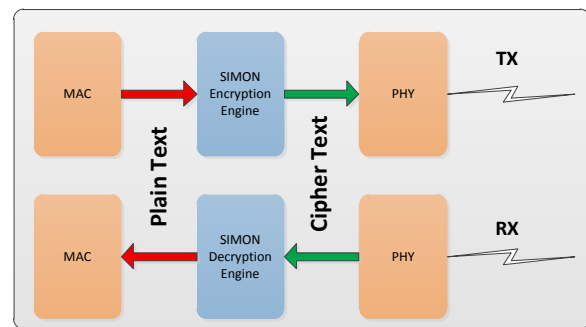 MAC
SIMON
Encryption
Engine
PHY
TX
Plain Text
Cipher Text
MAC
SIMON
Decryption
Engine
PHY
RX